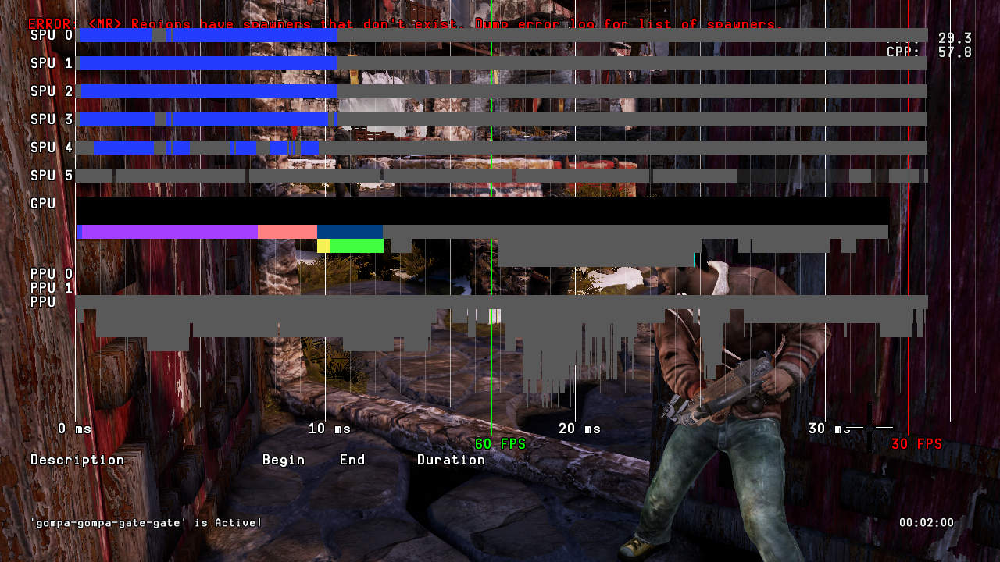 ERROR: <MR> Regions have spawners that don't exist. Dump error log for list of spawners.
SPU 0
29.3
CPP: 57.8
SPU 1
SPU 2
SPU 3
SPU 4
SPU 5
GPU
PPU 0
PPU 1
PPU
0 ms 10 ms 20 ms 30 ms
60 FPS 30 FPS
Description Begin End Duration
'gompa-gompa-gate-gate' is Active! 00:02:00